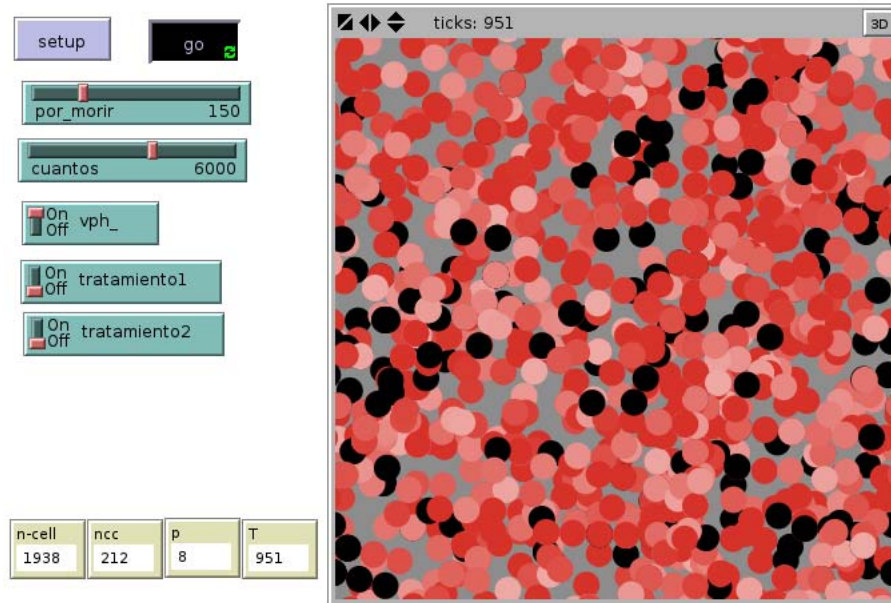 setup
go
ticks: 951
3D
por_morir 150
cuantos 6000
On
Off
vph_
On
Off
tratamiento1
On
Off
tratamiento2
n-cell
1938
ncc
212
p
8
T
951